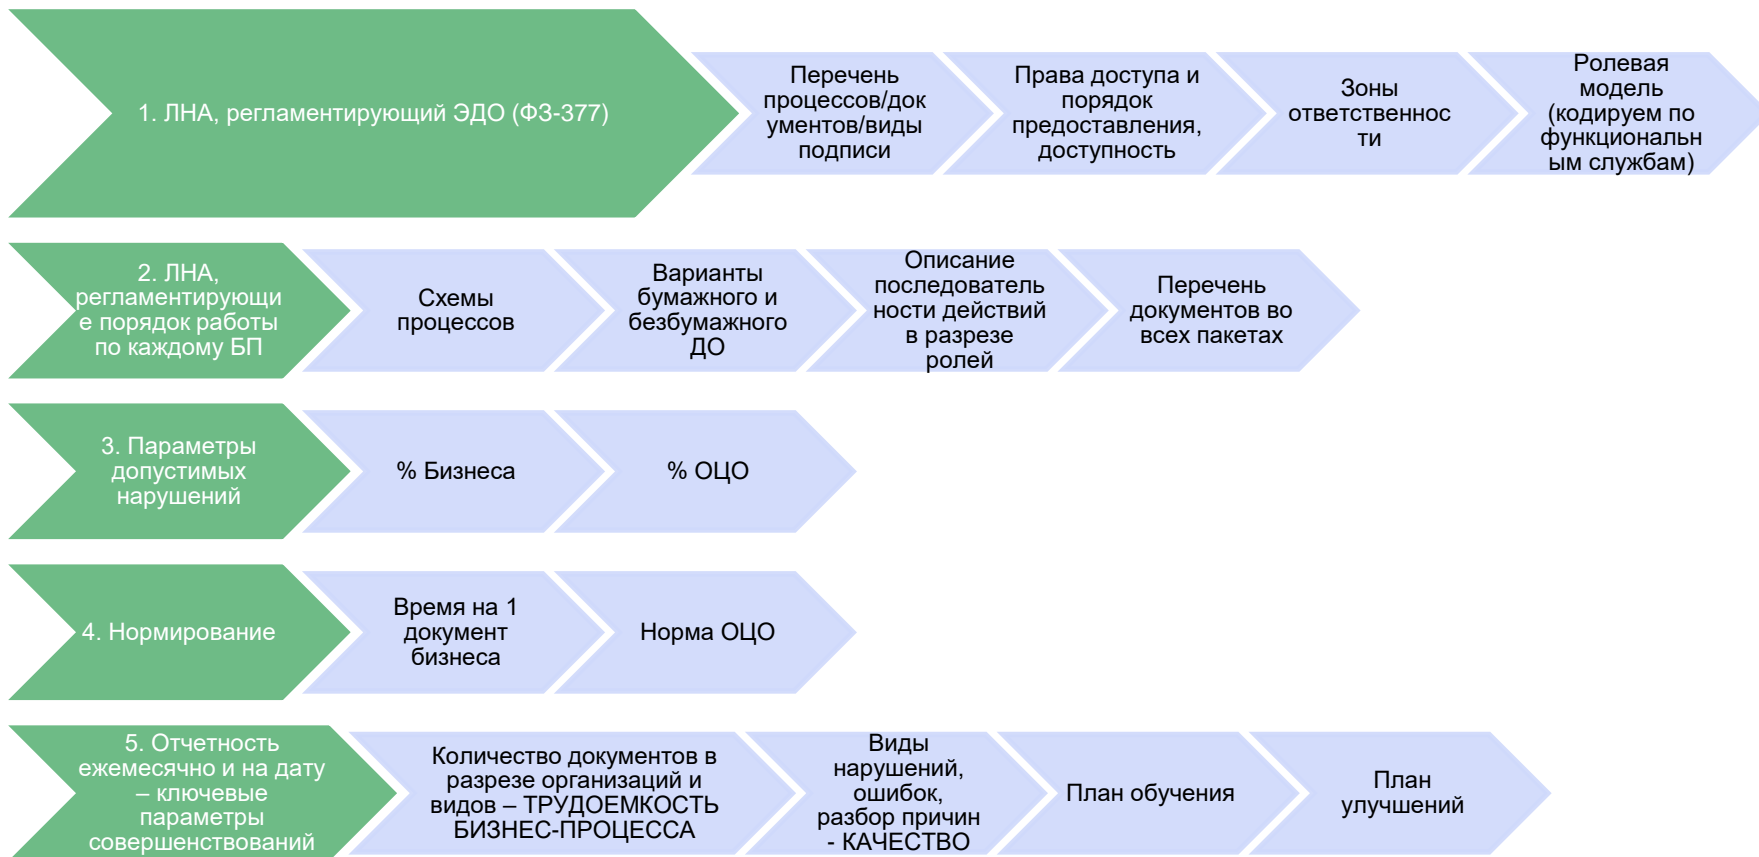 1. ЛНА, регламентирующий ЭДО (ФЗ-377)
Перечень
процессов/док
ументов/виды
подписи
Права доступа и
порядок
предоставления,
доступность
Зоны
ответственнос
ти
Ролевая
модель
(кодируем по
функциональн
ым службам)
2. ЛНА,
регламентирующи
е порядок работы
по каждому БП
Схемы
процессов
Варианты
бумажного и
безбумажного
ДО
Описание
последователь
ности действий
в разрезе
ролей
Перечень
документов во
всех пакетах
3. Параметры
допустимых
нарушений
% Бизнеса
% ОЦО
4. Нормирование
Время на 1
документ
бизнеса
Норма ОЦО
5. Отчетность
ежемесячно и на дату
– ключевые
параметры
совершенствований
Количество документов в
разрезе организаций и
видов – ТРУДОЕМКОСТЬ
БИЗНЕС-ПРОЦЕССА
Виды
нарушений,
ошибок,
разбор причин
- КАЧЕСТВО
План обучения
План
улучшений